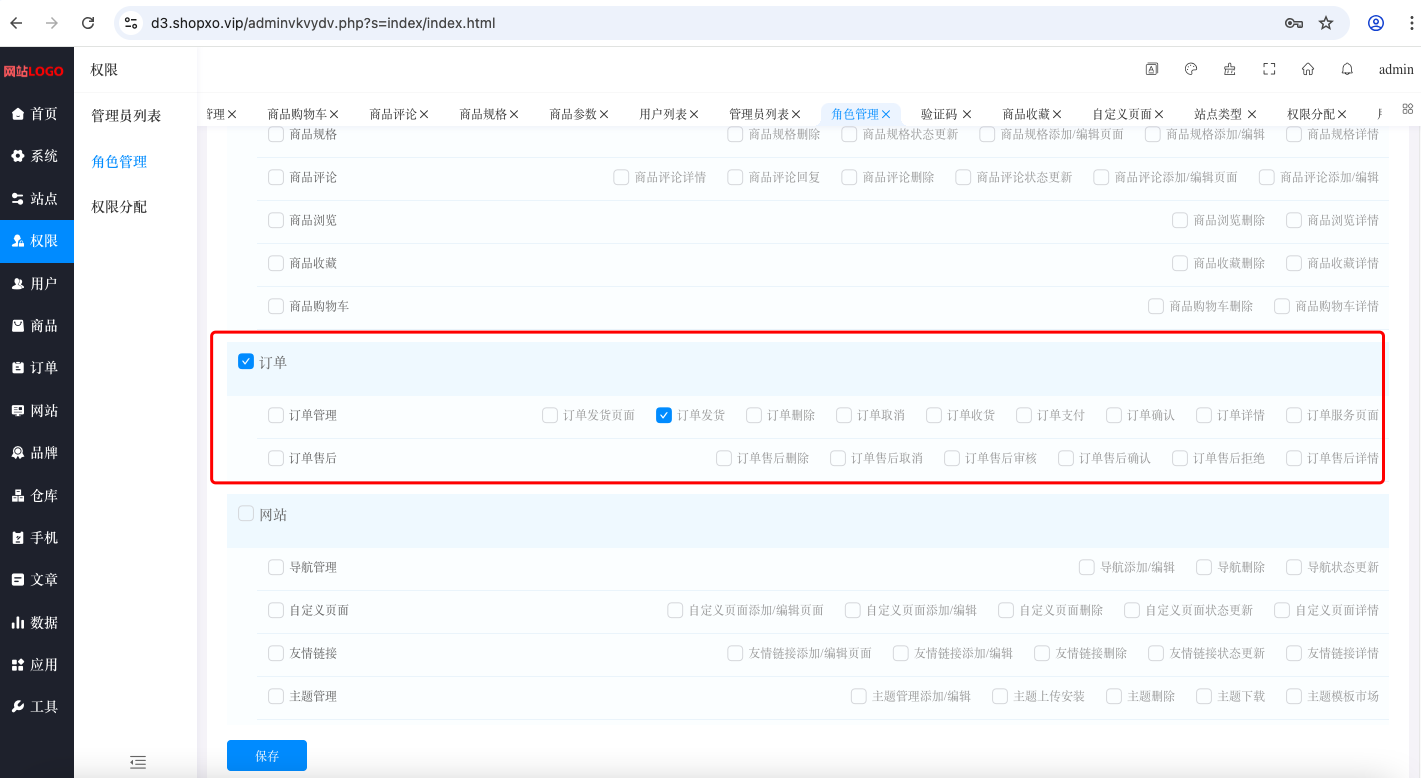 d3.shopxo.vip/adminvkvydv.php?s=index/index.html
网站LOGO
权限
admin
首页
系统
站点
权限
用户
商品
订单
网站
品牌
仓库
手机
文章
数据
应用
工具
管理员列表
角色管理
权限分配
管理 商品购物车 商品评论 商品规格 商品参数 用户列表 管理员列表 角色管理 验证码 商品收藏 自定义页面 站点类型 权限分配
商品规格 商品规格删除 商品规格状态更新 商品规格添加/编辑页面 商品规格添加/编辑 商品规格详情
商品评论 商品评论详情 商品评论回复 商品评论删除 商品评论状态更新 商品评论添加/编辑页面 商品评论添加/编辑
商品浏览 商品浏览删除 商品浏览详情
商品收藏 商品收藏删除 商品收藏详情
商品购物车 商品购物车删除 商品购物车详情
订单
订单管理 订单发货页面 订单发货 订单删除 订单取消 订单收货 订单支付 订单确认 订单详情 订单服务页面
订单售后 订单售后删除 订单售后取消 订单售后审核 订单售后确认 订单售后拒绝 订单售后详情
网站
导航管理 导航添加/编辑 导航删除 导航状态更新
自定义页面 自定义页面添加/编辑页面 自定义页面添加/编辑 自定义页面删除 自定义页面状态更新 自定义页面详情
友情链接 友情链接添加/编辑页面 友情链接添加/编辑 友情链接删除 友情链接状态更新 友情链接详情
主题管理 主题管理添加/编辑 主题上传安装 主题删除 主题下载 主题模板市场
保存